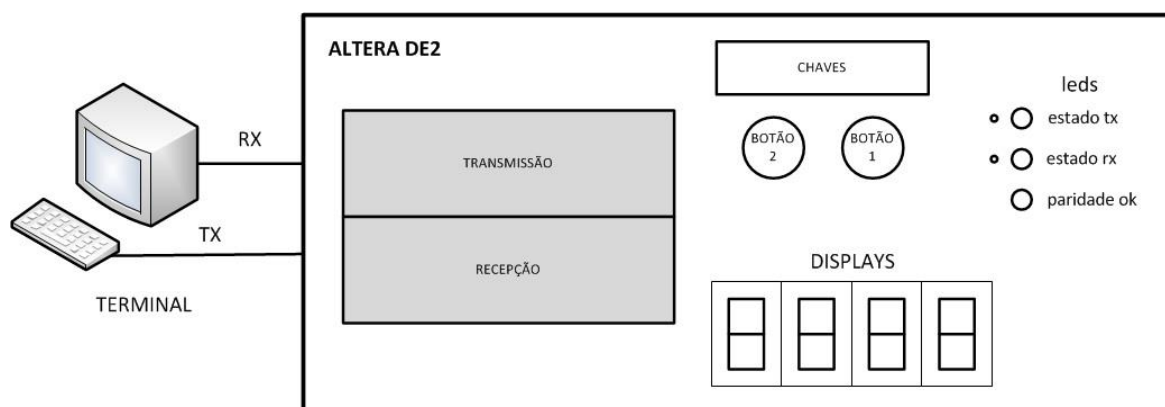 ALTERA DE2
CHAVES
leds
estado tx
BOTÃO
2
BOTÃO
1
RX
TRANSMISSÃO
estado rx
paridade ok
TX
RECEPÇÃO
DISPLAYS
TERMINAL